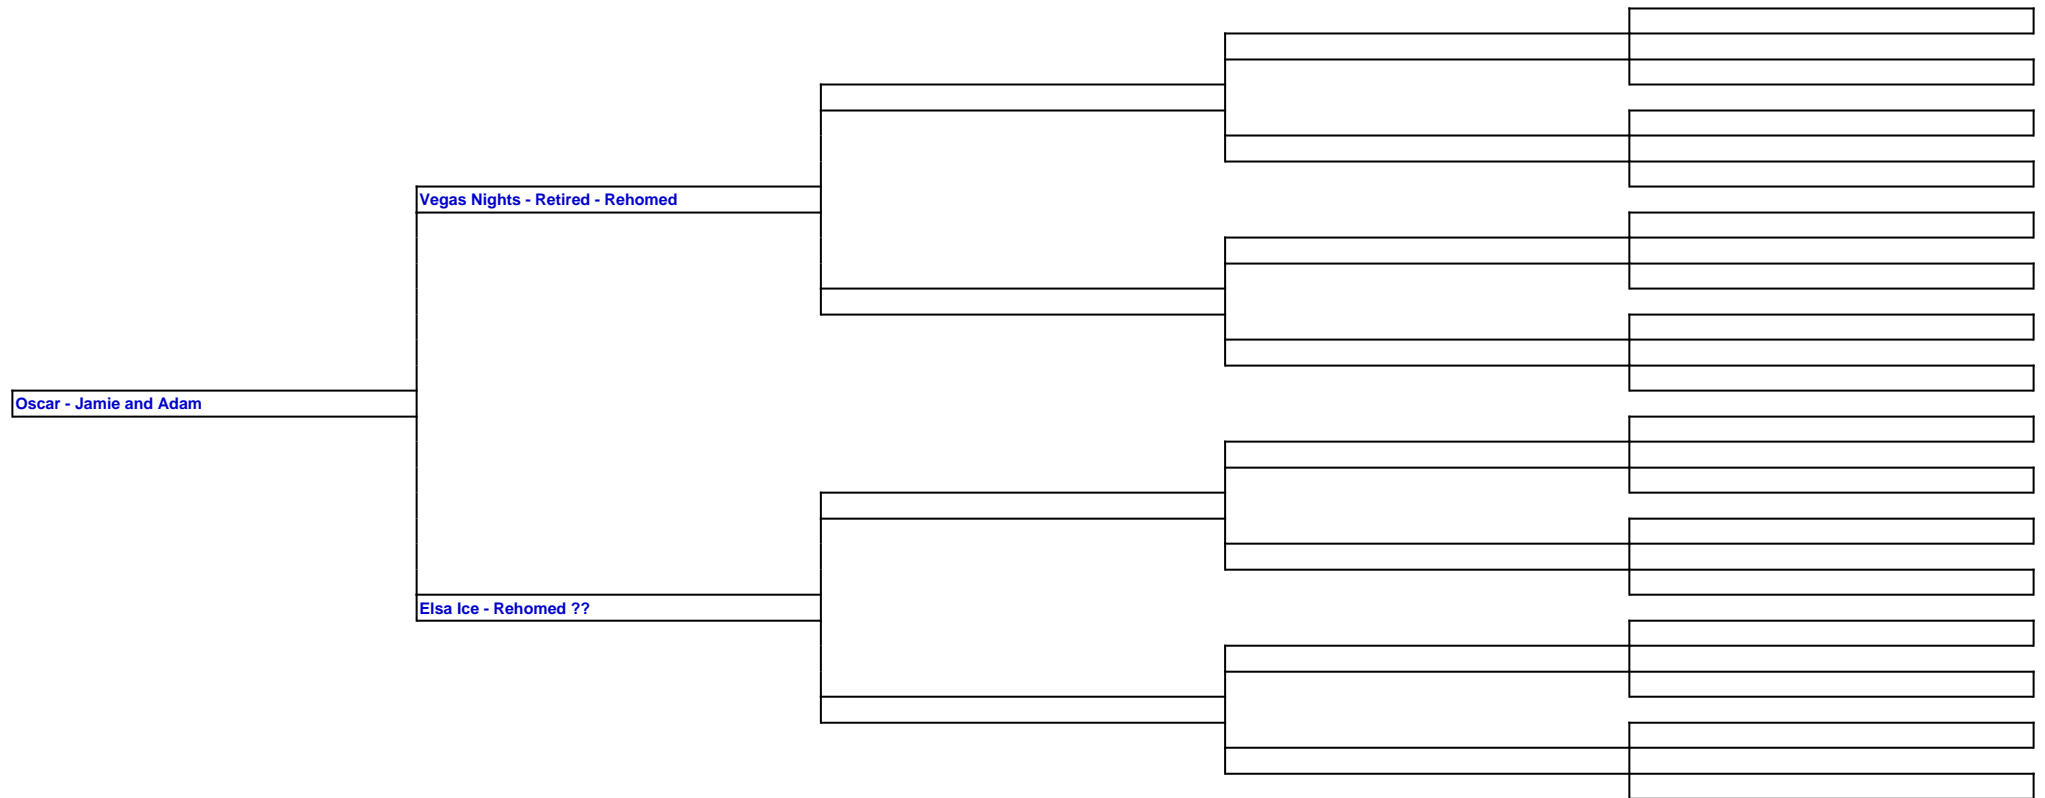 Vegas Nights - Retired - Rehomed
Oscar - Jamie and Adam
Elsa Ice - Rehomed ??